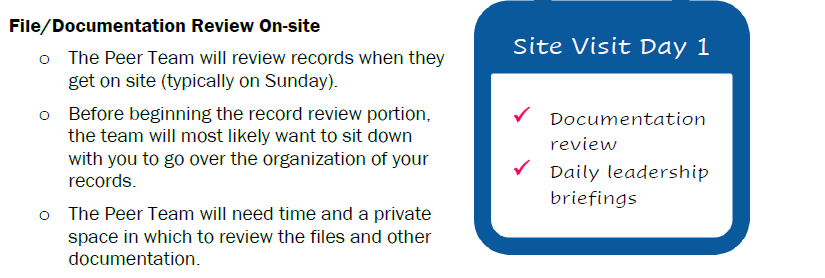 File/Documentation Review On-site
o The Peer Team will review records when they
get on site (typically on Sunday).
o Before beginning the record review portion,
the team will most likely want to sit down
with you to go over the organization of your
records.
o The Peer Team will need time and a private
space in which to review the files and other
documentation.
Site Visit Day 1
✓ Documentation
review
✓ Daily leadership
briefings